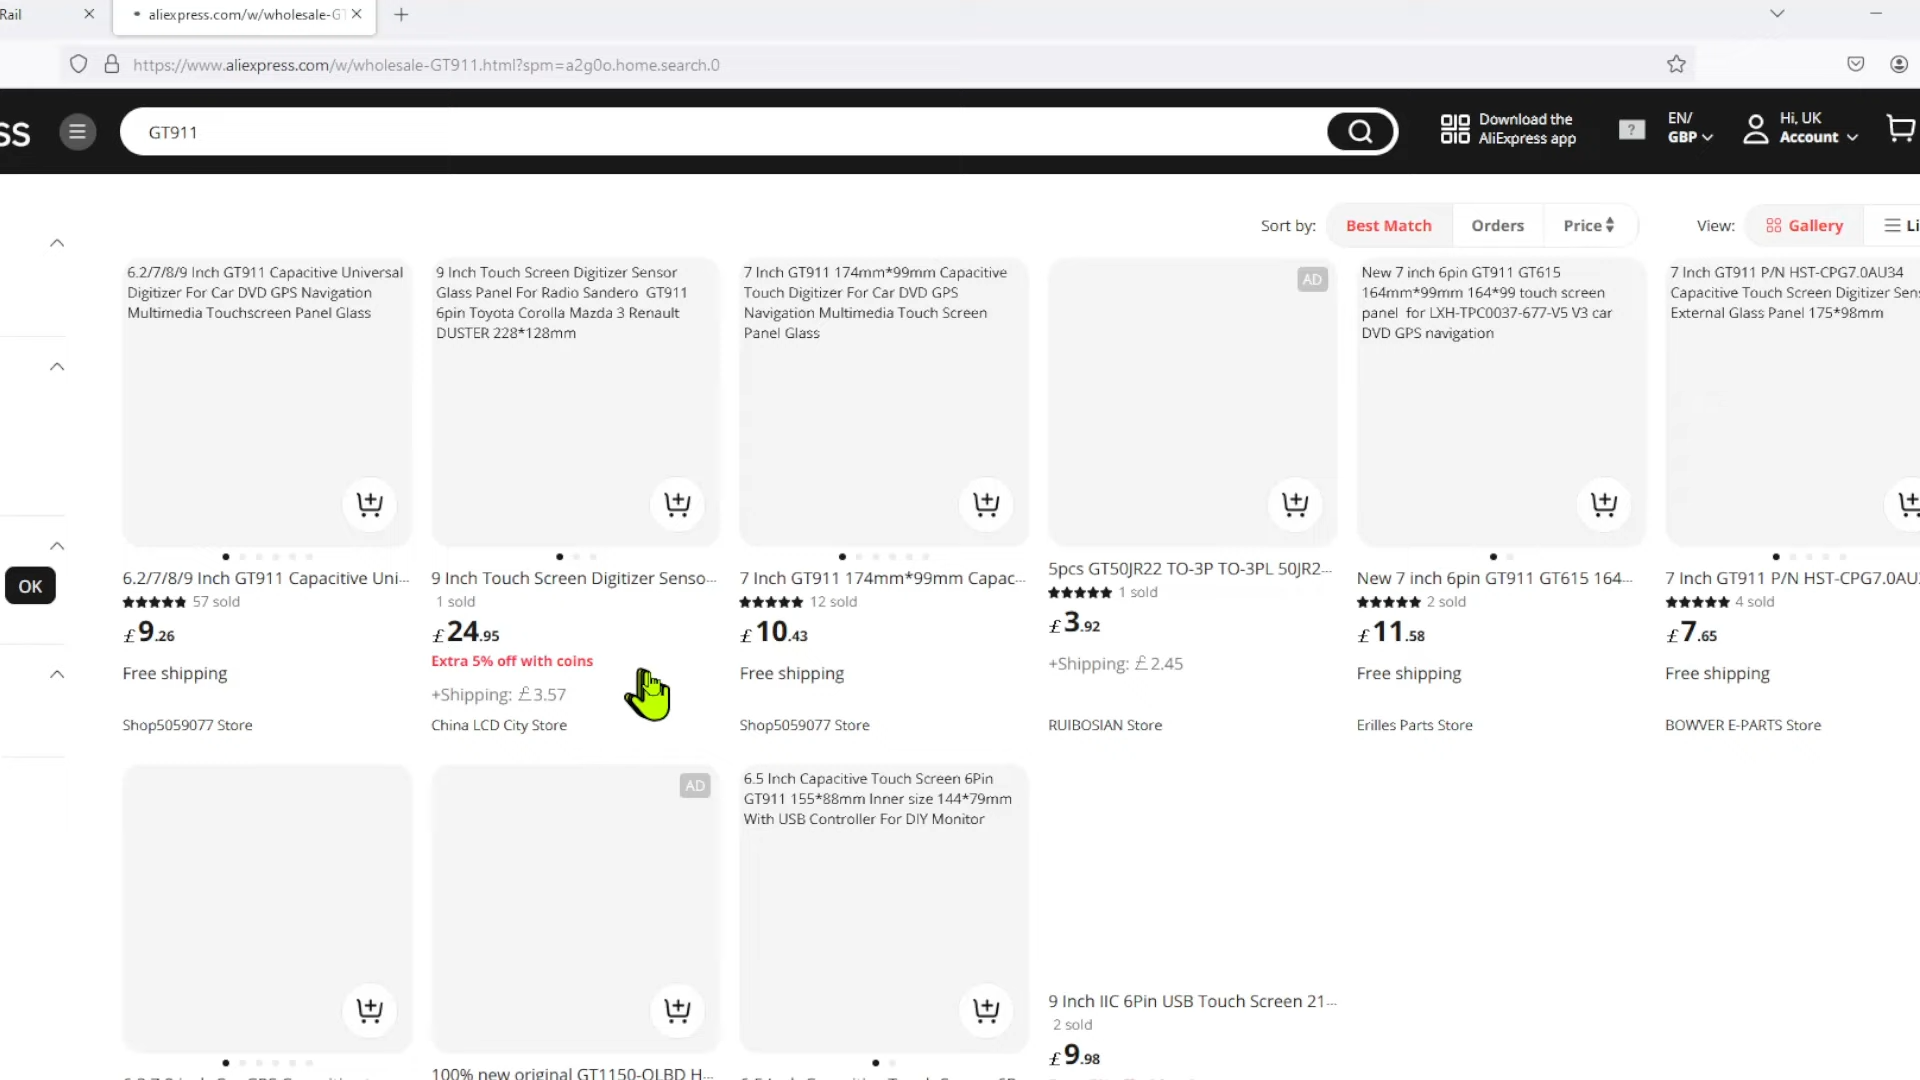 Rail
aliexpress.com/w/wholesale-GT
https://www.aliexpress.com/w/wholesale-GT911.html?spm=a2g0o.home.search.0
SS
GT911
Download the
AliExpress app
?
EN/
GBP
Hi, UK
Account
Sort by:
Best Match
Orders
Price
View:
Gallery
Li
6.2/7/8/9 Inch GT911 Capacitive Universal
Digitizer For Car DVD GPS Navigation
Multimedia Touchscreen Panel Glass
9 Inch Touch Screen Digitizer Sensor
Glass Panel For Radio Sandero GT911
6pin Toyota Corolla Mazda 3 Renault
DUSTER 228*128mm
7 Inch GT911 174mm*99mm Capacitive
Touch Digitizer For Car DVD GPS
Navigation Multimedia Touch Screen
Panel Glass
AD
New 7 inch 6pin GT911 GT615
164mm*99mm 164*99 touch screen
panel for LXH-TPC0037-677-V5 V3 car
DVD GPS navigation
7 Inch GT911 P/N HST-CPG7.0AU34
Capacitive Touch Screen Digitizer Sens
External Glass Panel 175*98mm
OK
6.2/7/8/9 Inch GT911 Capacitive Uni...
57 sold
£9.26
Free shipping
Shop5059077 Store
9 Inch Touch Screen Digitizer Senso...
1 sold
£24.95
Extra 5% off with coins
+Shipping: £3.57
China LCD City Store
7 Inch GT911 174mm*99mm Capac...
12 sold
£10.43
Free shipping
Shop5059077 Store
5pcs GT50JR22 TO-3P TO-3PL 50JR2...
1 sold
£3.92
+Shipping: £2.45
RUIBOSIAN Store
New 7 inch 6pin GT911 GT615 164...
2 sold
£11.58
Free shipping
Erilles Parts Store
7 Inch GT911 P/N HST-CPG7.0AU
4 sold
£7.65
Free shipping
BOWVER E-PARTS Store
AD
6.5 Inch Capacitive Touch Screen 6Pin
GT911 155*88mm Inner size 144*79mm
With USB Controller For DIY Monitor
9 Inch IIC 6Pin USB Touch Screen 21...
2 sold
£9.98
100% new original GT1150-QLBD H...